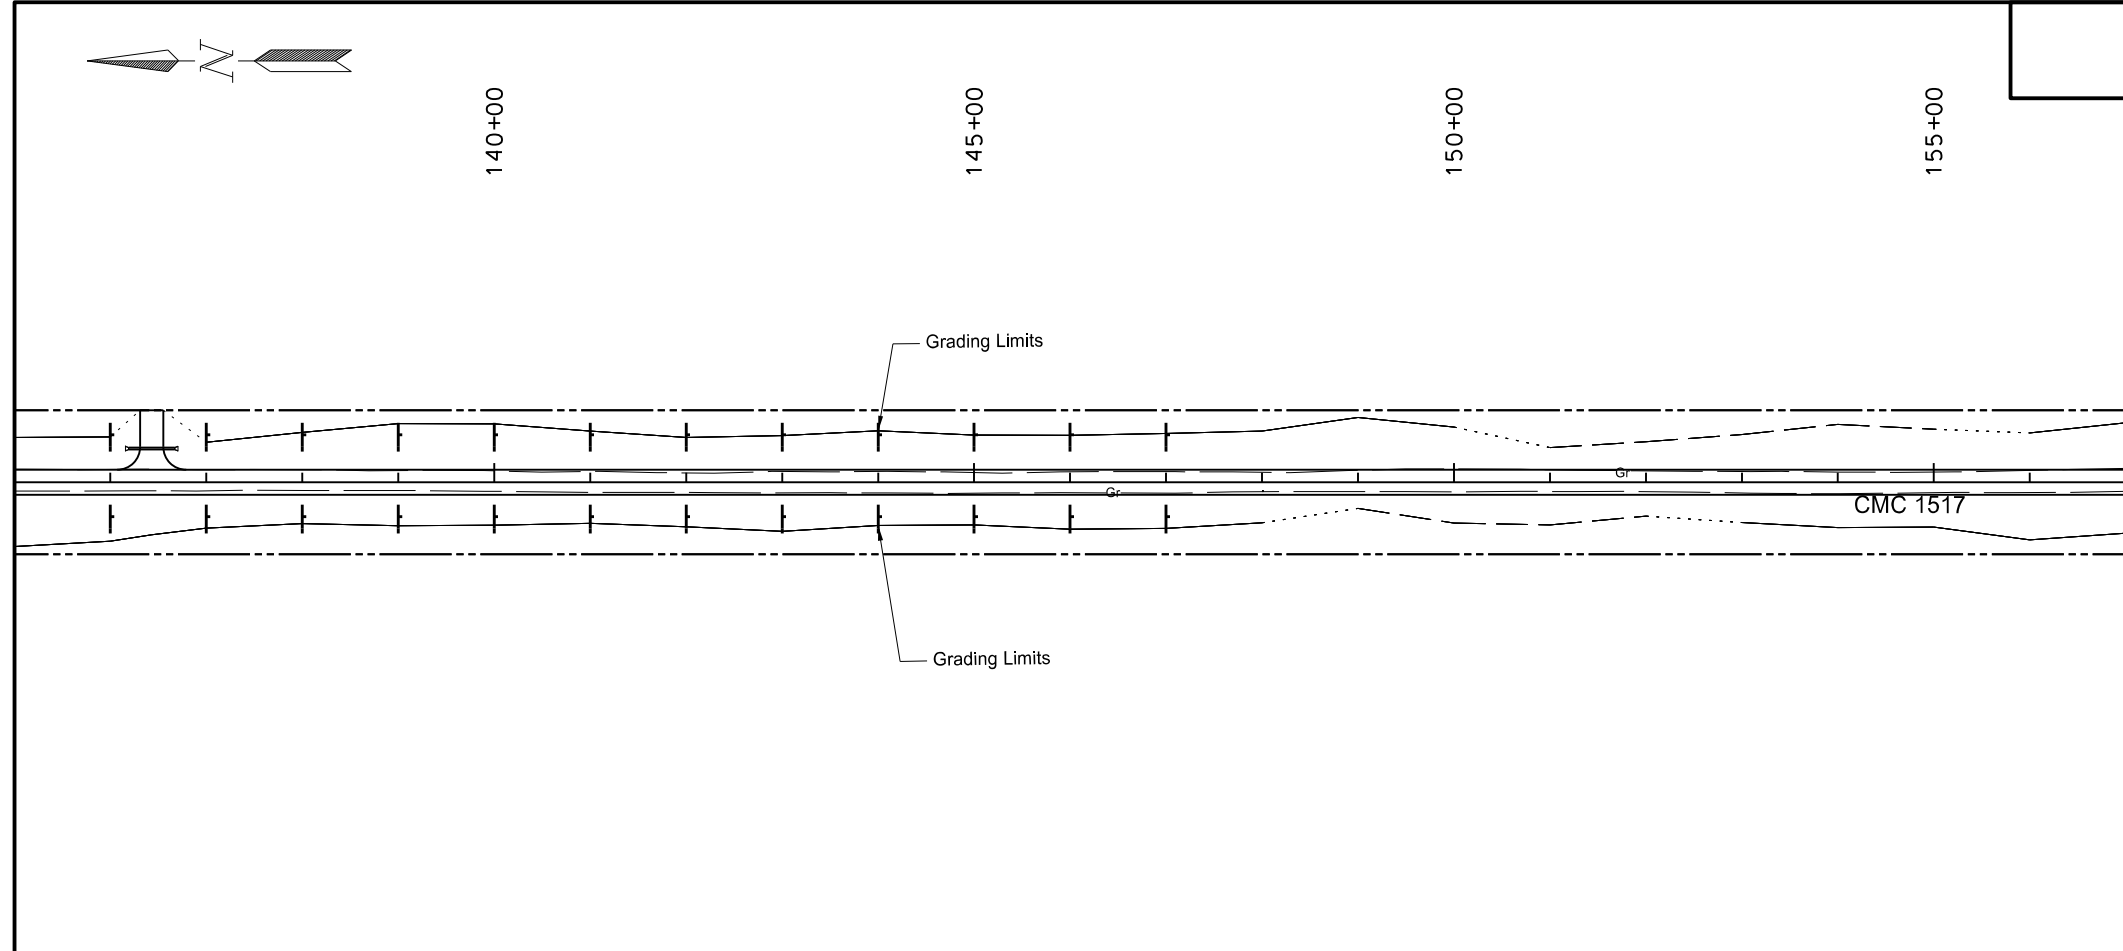 N
140+00
145+00
150+00
155+00
Grading Limits
Gr
Gr
CMC 1517
Grading Limits